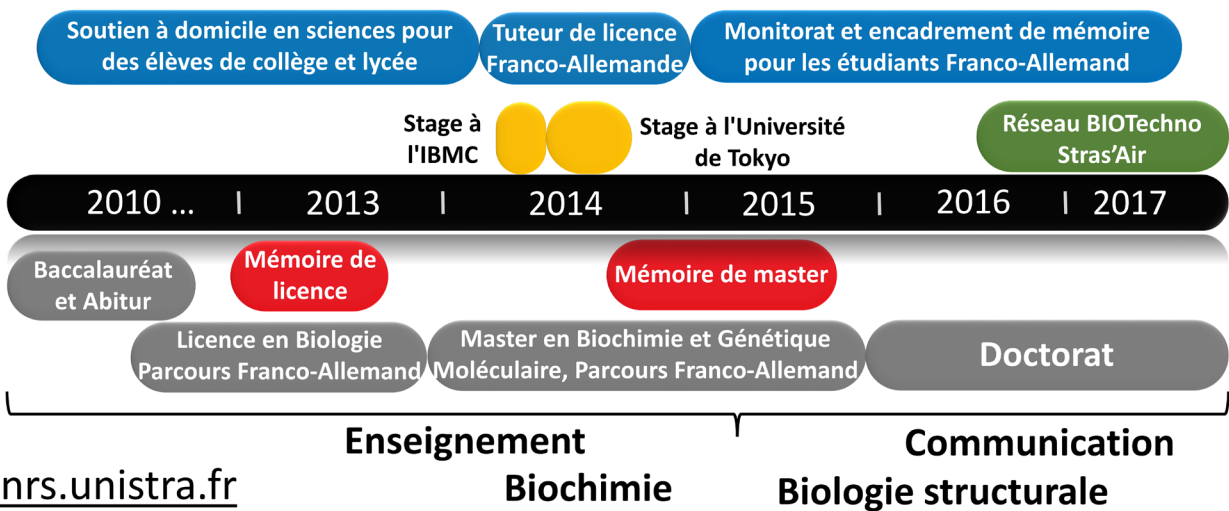 Soutien à domicile en sciences pour
des élèves de collège et lycée
Tuteur de licence
Franco-Allemande
Monitorat et encadrement de mémoire
pour les étudiants Franco-Allemand
Stage à
l'IBMC
Stage à l'Université
de Tokyo
Réseau BIOTechno
Stras’Air
2010 ... | 2013 | 2014 | 2015 | 2016 | 2017
Baccalauréat
et Abitur
Mémoire de
licence
Mémoire de master
Licence en Biologie
Parcours Franco-Allemand
Master en Biochimie et Génétique
Moléculaire, Parcours Franco-Allemand
Doctorat
Enseignement
Communication
Biochimie
Biologie structurale
nrs.unistra.fr